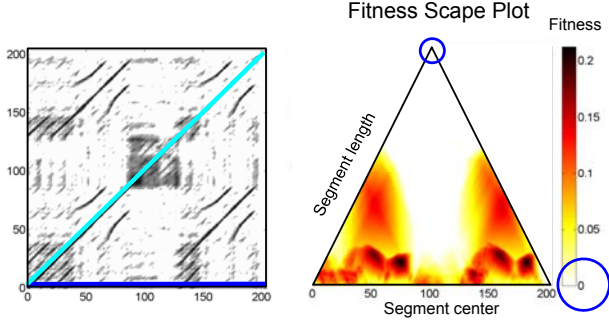 Fitness Scape Plot
Fitness
200
150
100
50
0
0 50 100 150 200
Segment length
0 50 100 150 200
Segment center
0.2
0.15
0.1
0.05
0